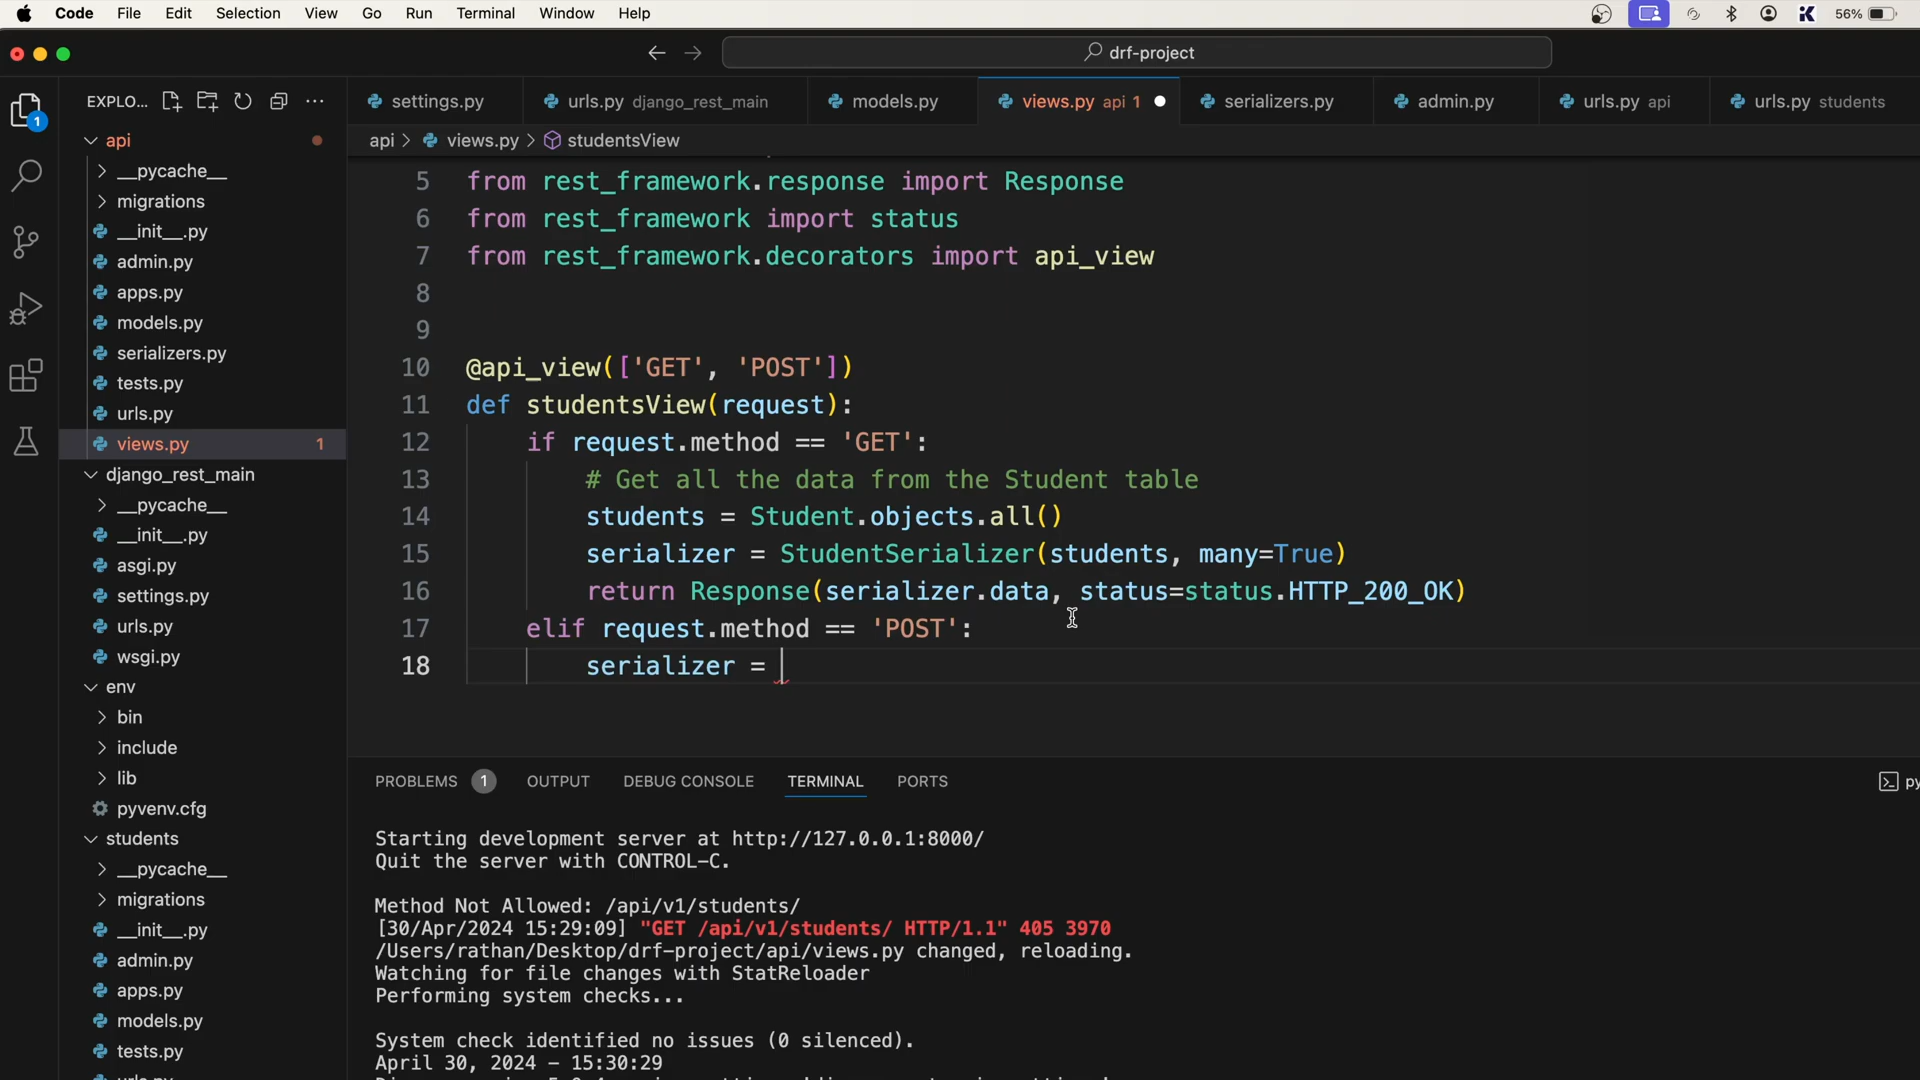 Code File Edit Selection View Go Run Terminal Window Help 56%
drf-project
EXPLO... settings.py urls.py django_rest_main models.py views.py api 1 serializers.py admin.py urls.py api urls.py students
1
api > views.py > studentsView
api
__pycache__
migrations
__init__.py
admin.py
apps.py
models.py
serializers.py
tests.py
urls.py
views.py 1
django_rest_main
__pycache__
__init__.py
asgi.py
settings.py
urls.py
wsgi.py
env
bin
include
lib
pyvenv.cfg
students
__pycache__
migrations
__init__.py
admin.py
apps.py
models.py
tests.py
5 from rest_framework.response import Response
6 from rest_framework import status
7 from rest_framework.decorators import api_view
8
9
10 @api_view(['GET', 'POST'])
11 def studentsView(request):
12 if request.method == 'GET':
13 # Get all the data from the Student table
14 students = Student.objects.all()
15 serializer = StudentSerializer(students, many=True)
16 return Response(serializer.data, status=status.HTTP_200_OK)
17 elif request.method == 'POST':
18 serializer =
PROBLEMS 1 OUTPUT DEBUG CONSOLE TERMINAL PORTS py
Starting development server at http://127.0.0.1:8000/
Quit the server with CONTROL-C.
Method Not Allowed: /api/v1/students/
[30/Apr/2024 15:29:09] "GET /api/v1/students/ HTTP/1.1" 405 3970
/Users/rathan/Desktop/drf-project/api/views.py changed, reloading.
Watching for file changes with StatReloader
Performing system checks...
System check identified no issues (0 silenced).
April 30, 2024 - 15:30:29